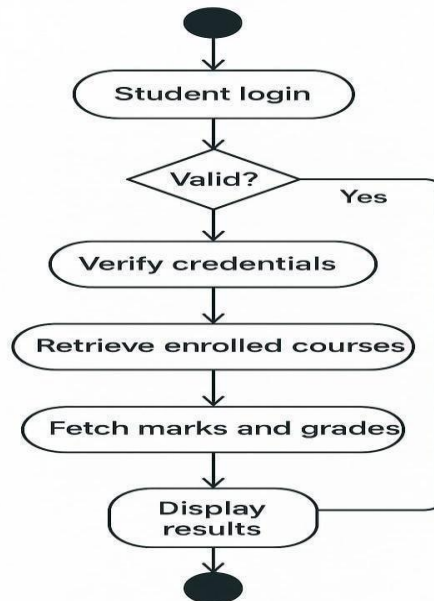 Student login
Valid?
Yes
Verify credentials
Retrieve enrolled courses
Fetch marks and grades
Display
results